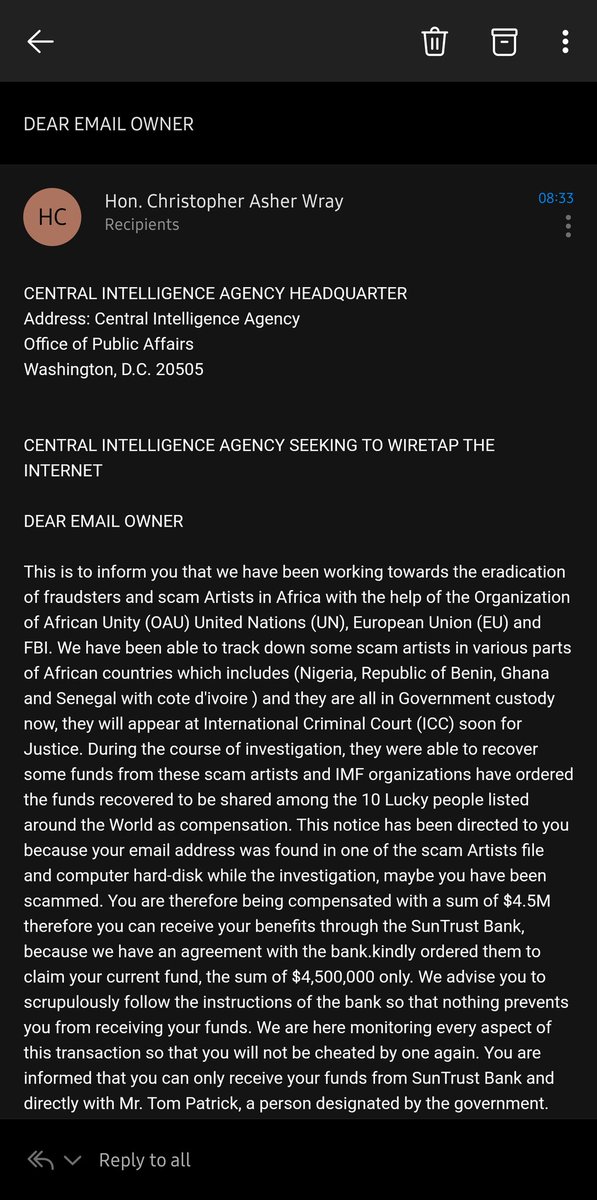 DEAR EMAIL OWNER
HC
Hon. Christopher Asher Wray
08:33
Recipients
CENTRAL INTELLIGENCE AGENCY HEADQUARTER
Address: Central Intelligence Agency
Office of Public Affairs
Washington, D.C. 20505
CENTRAL INTELLIGENCE AGENCY SEEKING TO WIRETAP THE
INTERNET
DEAR EMAIL OWNER
This is to inform you that we have been working towards the eradication
of fraudsters and scam Artists in Africa with the help of the Organization
of African Unity (OAU) United Nations (UN), European Union (EU) and
FBI. We have been able to track down some scam artists in various parts
of African countries which includes (Nigeria, Republic of Benin, Ghana
and Senegal with cote d'ivoire ) and they are all in Government custody
now, they will appear at International Criminal Court (ICC) soon for
Justice. During the course of investigation, they were able to recover
some funds from these scam artists and IMF organizations have ordered
the funds recovered to be shared among the 10 Lucky people listed
around the World as compensation. This notice has been directed to you
because your email address was found in one of the scam Artists file
and computer hard-disk while the investigation, maybe you have been
scammed. You are therefore being compensated with a sum of $4.5M
therefore you can receive your benefits through the SunTrust Bank,
because we have an agreement with the bank.kindly ordered them to
claim your current fund, the sum of $4,500,000 only. We advise you to
scrupulously follow the instructions of the bank so that nothing prevents
you from receiving your funds. We are here monitoring every aspect of
this transaction so that you will not be cheated by one again. You are
informed that you can only receive your funds from SunTrust Bank and
directly with Mr. Tom Patrick, a person designated by the government.
Reply to all